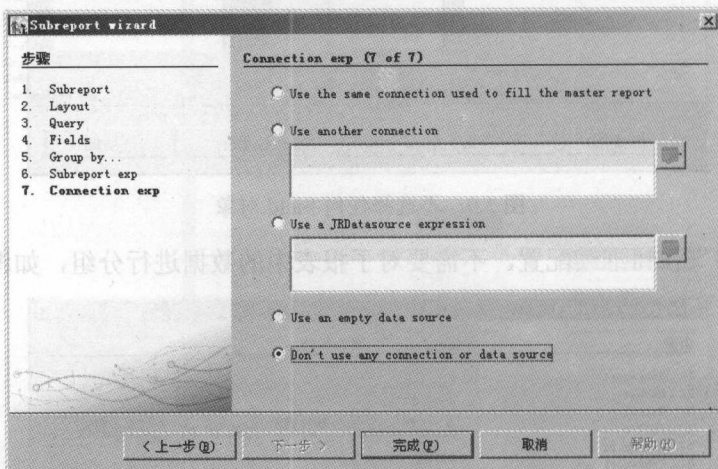 Subreport wizard
步骤
1. Subreport
2. Layout
3. Query
4. Fields
5. Group by...
6. Subreport exp
7. Connection exp
Connection exp (7 of 7)
Use the same connection used to fill the master report
Use another connection
Use a JRDatasource expression
Use an empty data source
Don't use any connection or data source
<上一步(B)
下一步 >
完成(F)
取消
帮助(H)